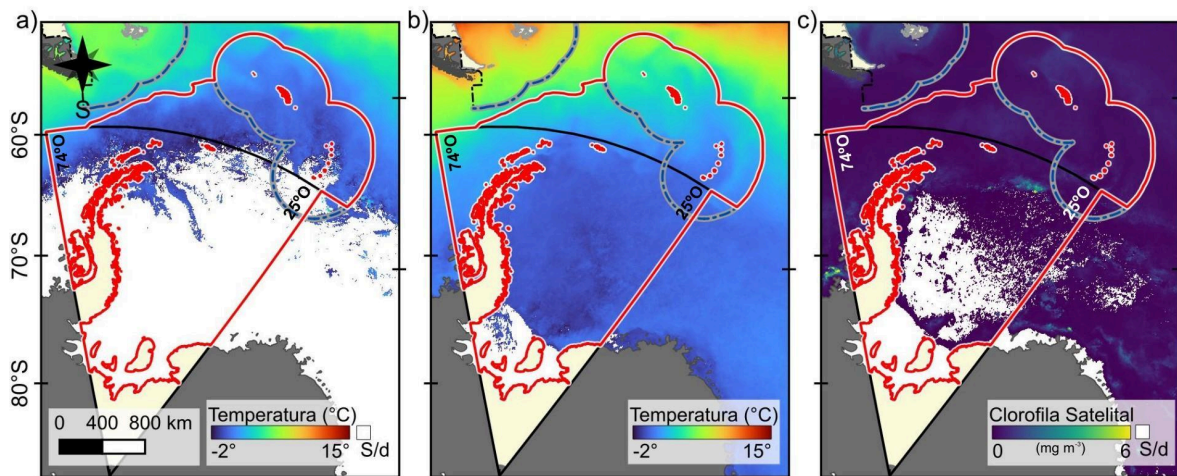 a)
S
60°S
70°S
80°S
74°O
25°O
0 400 800 km
Temperatura (°C)
-2° 15°
S/d
b)
74°O
25°O
Temperatura (°C)
-2° 15°
S/d
c)
74°O
25°O
Clorofila Satelital
0 (mg m⁻³) 6
S/d